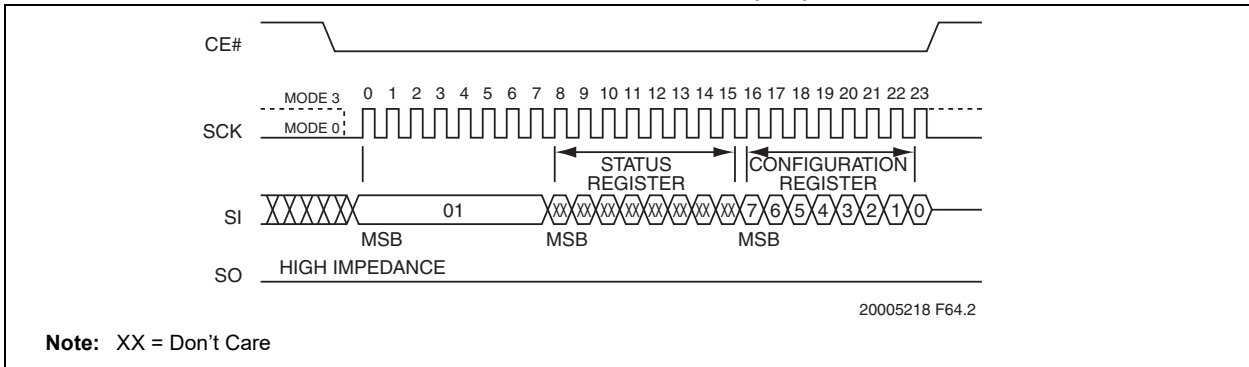 CE#
MODE 3
0 1 2 3 4 5 6 7 8 9 10 11 12 13 14 15 16 17 18 19 20 21 22 23
SCK
MODE 0
STATUS REGISTER
CONFIGURATION REGISTER
SI
01
XX XX XX XX XX XX XX XX 7 6 5 4 3 2 1 0
MSB MSB MSB
SO
HIGH IMPEDANCE
20005218 F64.2
Note: XX = Don't Care